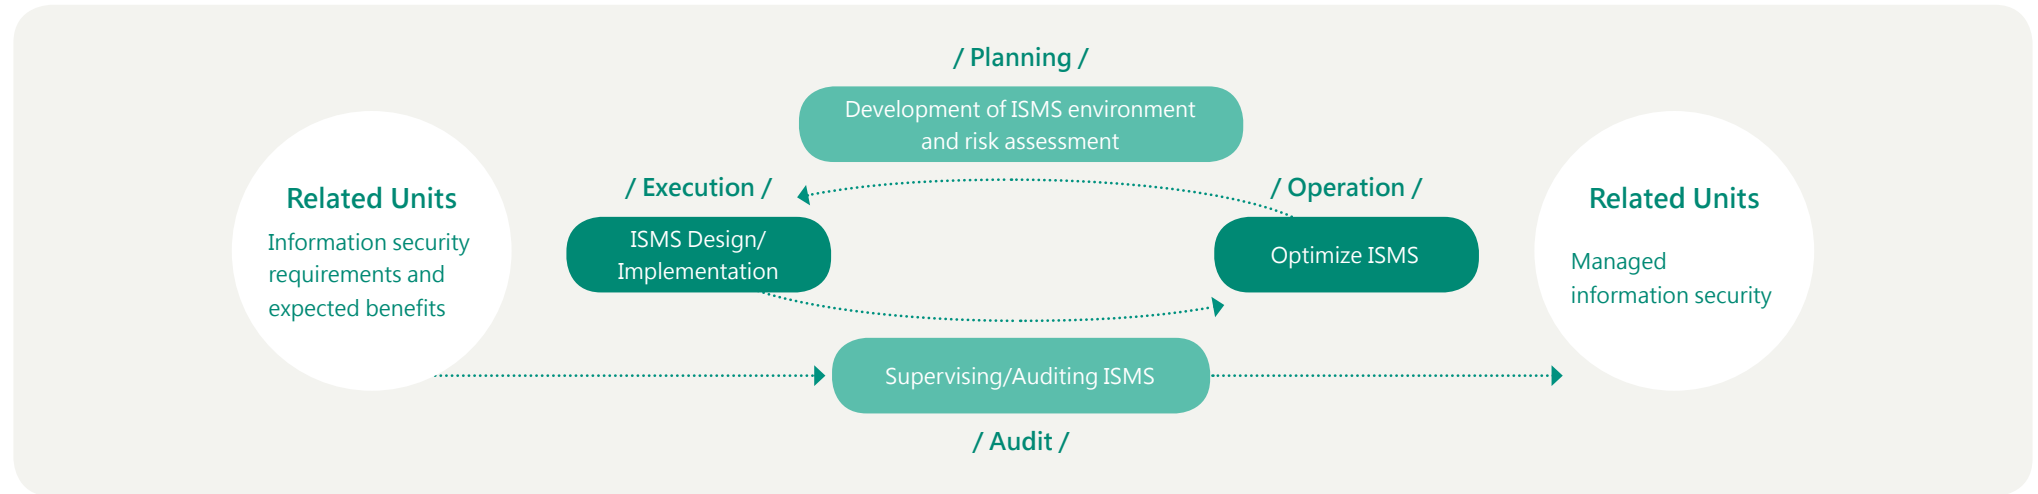 / Planning /
Development of ISMS environment
and risk assessment
/ Execution /
ISMS Design/
Implementation
/ Operation /
Optimize ISMS
Related Units
Information security
requirements and
expected benefits
Related Units
Managed
information security
Supervising/Auditing ISMS
/ Audit /